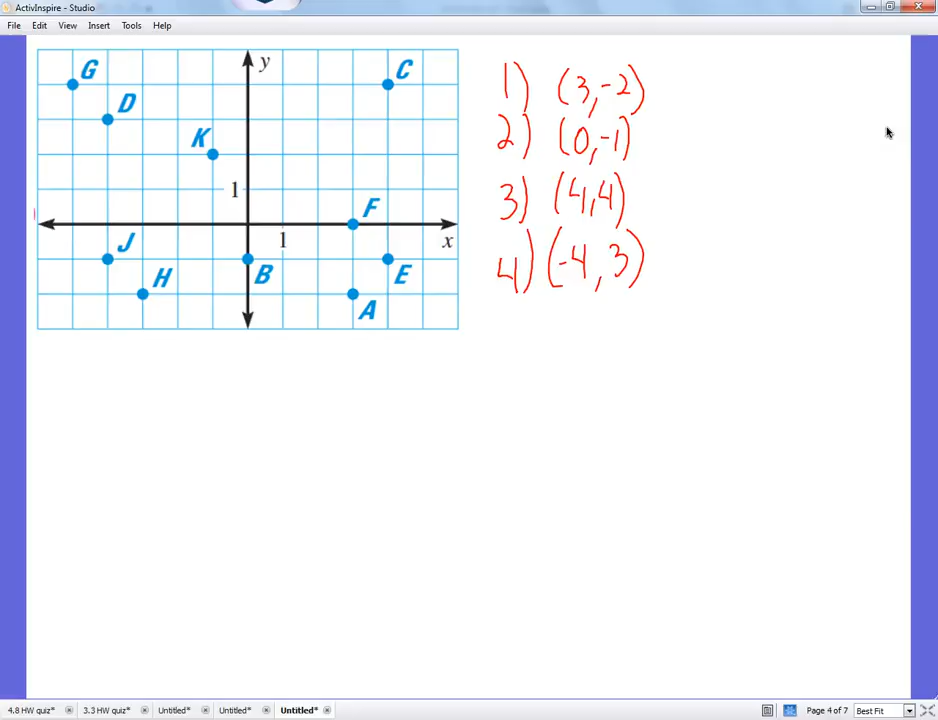 ActivInspire - Studio
File Edit View Insert Tools Help
G
D
K
y
C
1
F
1
x
J
H
B
E
A
1) (3,-2)
2) (0,-1)
3) (4,4)
4) (-4,3)
4.8 HW quiz* 3.3 HW quiz* Untitled* Untitled* Untitled*
Page 4 of 7 Best Fit